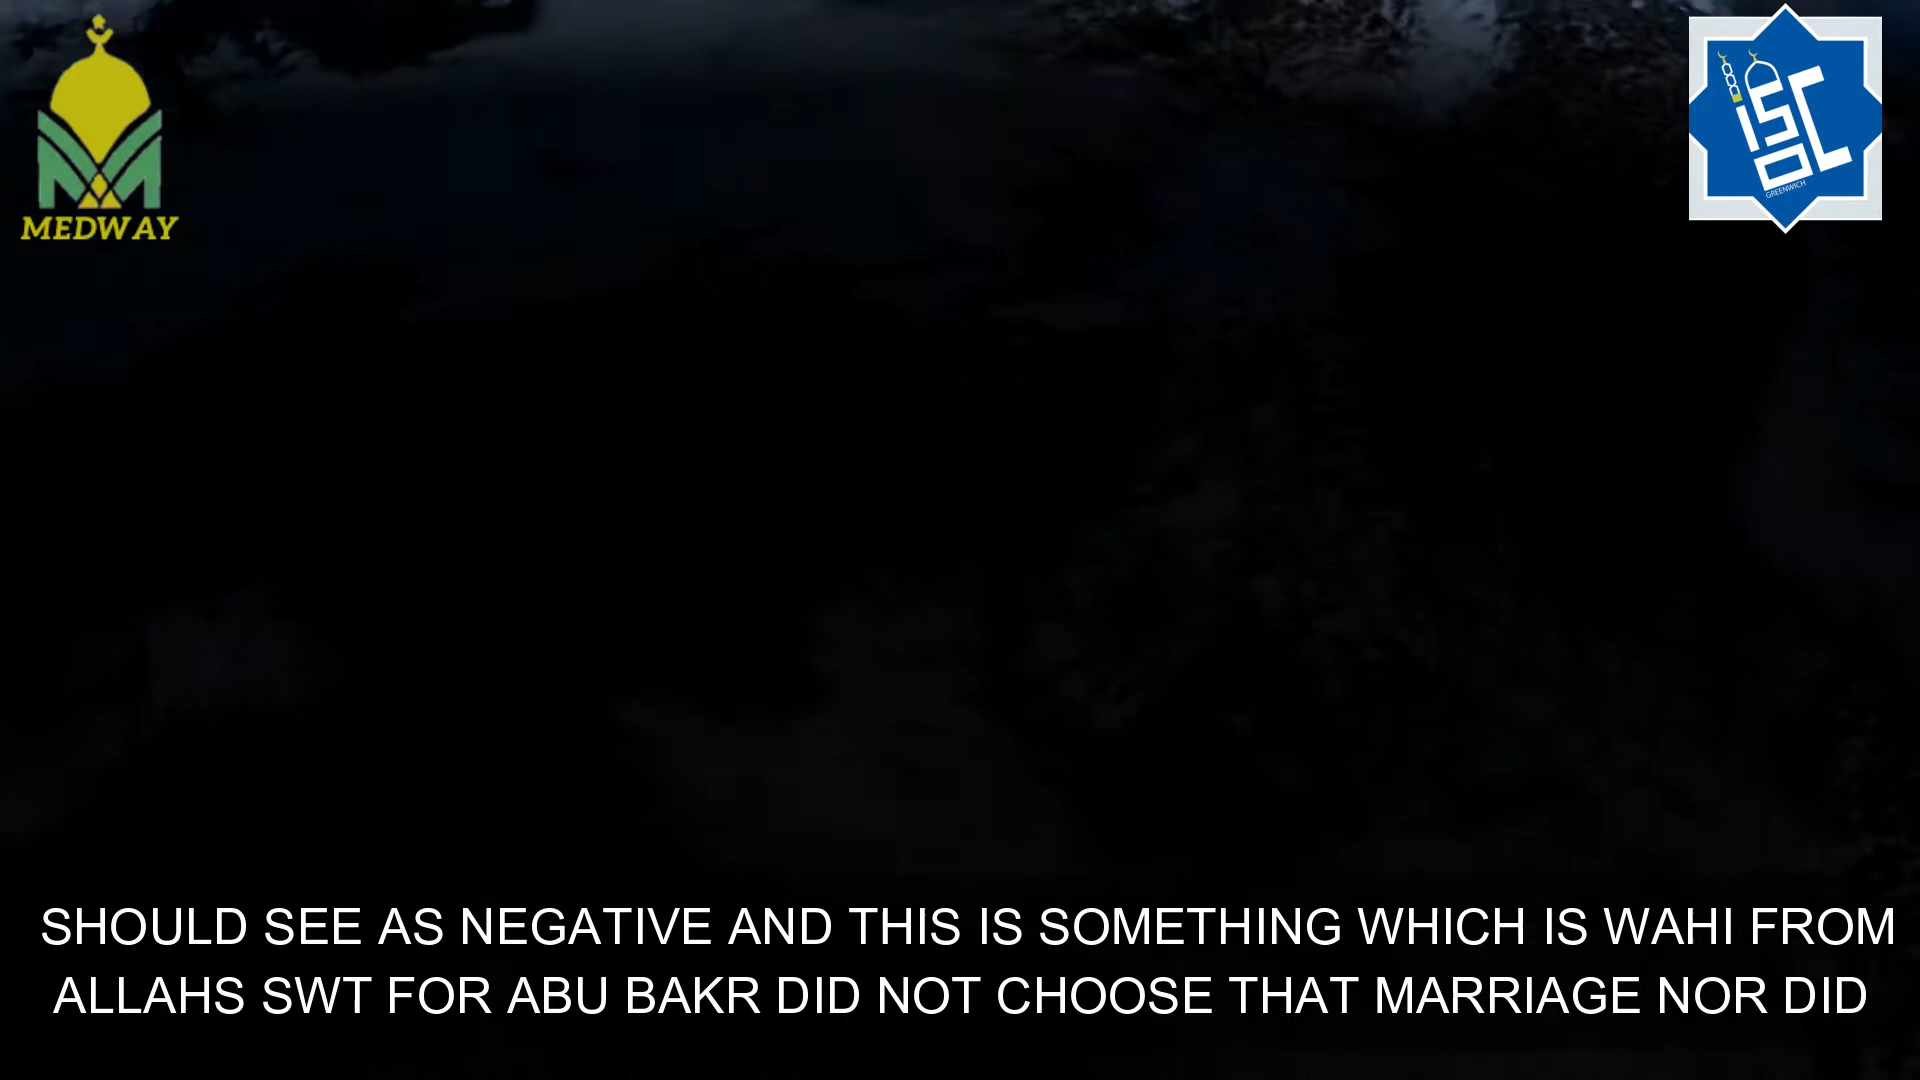 MEDWAY
ISOC
GREENWICH
SHOULD SEE AS NEGATIVE AND THIS IS SOMETHING WHICH IS WAHI FROM
ALLAHS SWT FOR ABU BAKR DID NOT CHOOSE THAT MARRIAGE NOR DID